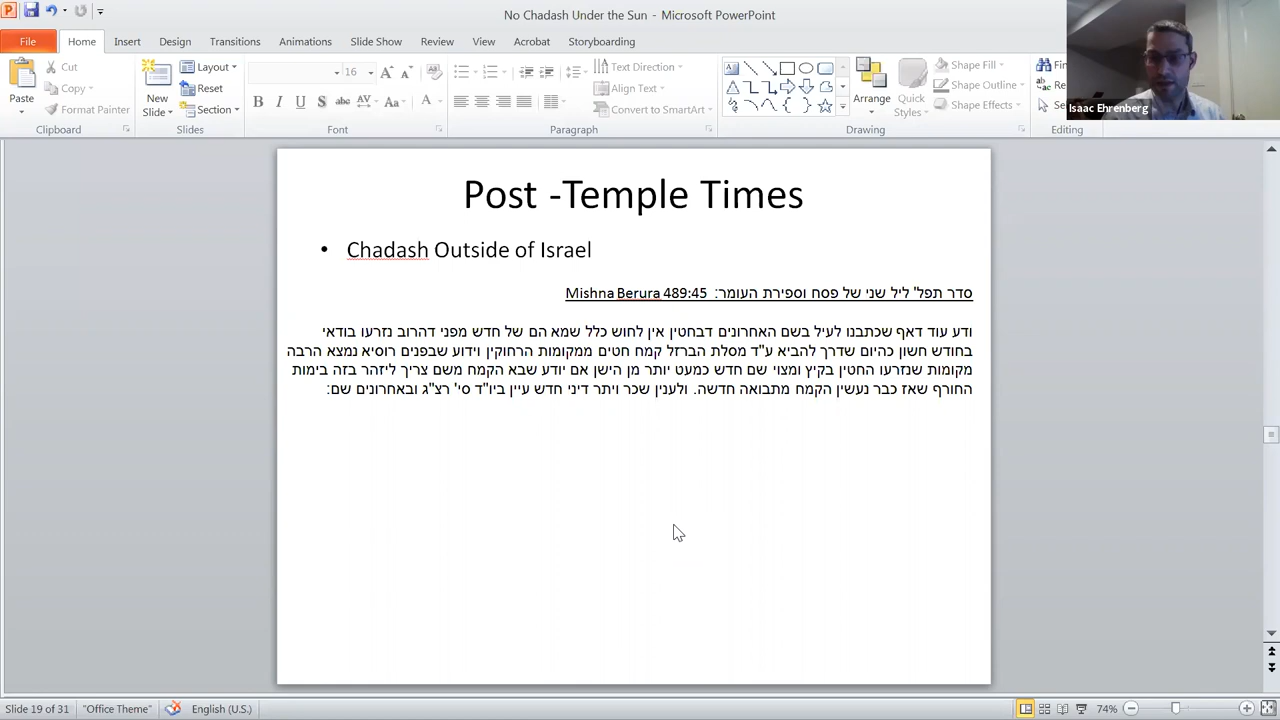 No Chadash Under the Sun - Microsoft PowerPoint
File Home Insert Design Transitions Animations Slide Show Review View Acrobat Storyboarding
Paste
Cut
Copy
Format Painter
Clipboard
New Slide
Layout
Reset
Section
Slides
16
B I U S abc AV Aa A
Font
Text Direction
Align Text
Convert to SmartArt
Paragraph
Arrange
Quick Styles
Shape Fill
Shape Outline
Shape Effects
Drawing
Editing
Isaac Ehrenberg
Post -Temple Times
• Chadash Outside of Israel
סדר תפל' ליל שני של פסח וספירת העומר: Mishna Berura 489:45
ודע עוד דאף שכתבנו לעיל בשם האחרונים דבחטין אין לחוש כלל שמא הם של חדש מפני דהרוב נזרעו בודאי
בחודש חשון כהיום שדרך להביא ע"ד מסלת הברזל קמח חטים ממקומות הרחוקין וידוע שבפנים רוסיא נמצא הרבה
מקומות שנזרעו החטין בקיץ ומצוי שם חדש כמעט יותר מן הישן אם יודע שבא הקמח משם צריך ליזהר בזה בימות
החורף שאז כבר נעשין הקמח מתבואה חדשה. ולענין שכר ויתר דיני חדש עיין ביו"ד סי' רצ"ג ובאחרונים שם:
Slide 19 of 31
"Office Theme"
English (U.S.)
74%